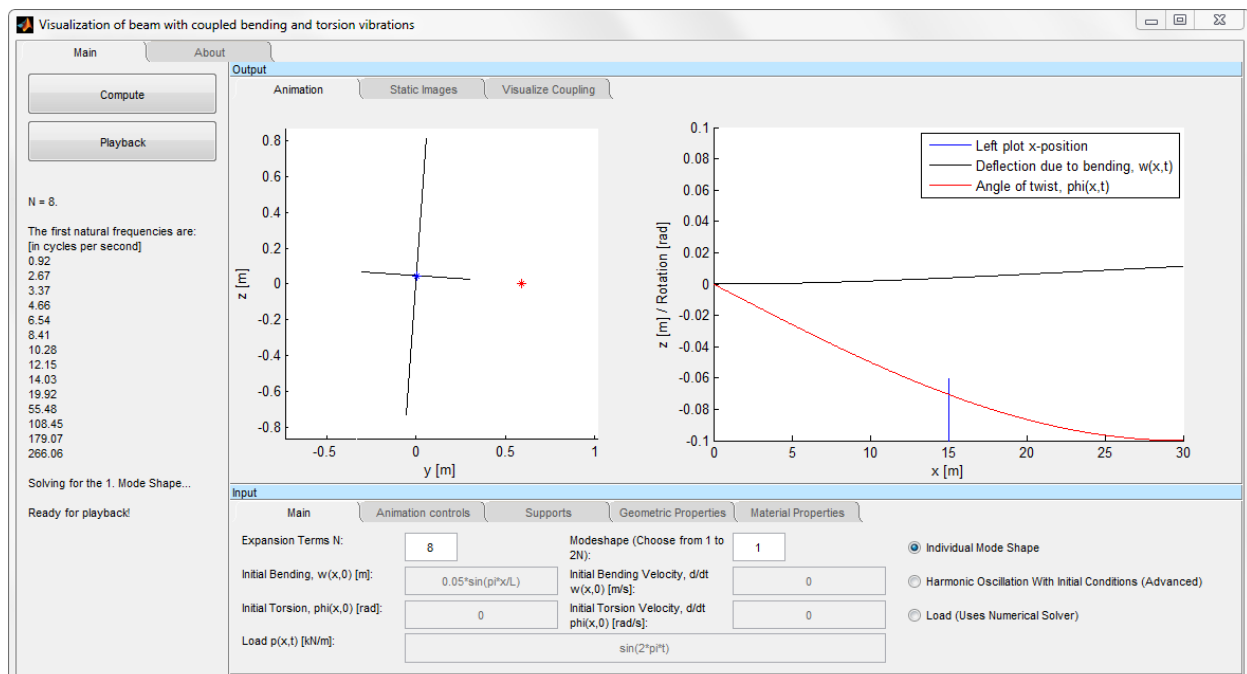 Visualization of beam with coupled bending and torsion vibrations
Main
About
Compute
Playback
N = 8.
The first natural frequencies are:
[in cycles per second]
0.92
2.67
3.37
4.66
6.54
8.41
10.28
12.15
14.03
19.92
55.48
108.45
179.07
266.06
Solving for the 1. Mode Shape...
Ready for playback!
Output
Animation
Static Images
Visualize Coupling
0.8
0.6
0.4
0.2
0
-0.2
-0.4
-0.6
-0.8
z [m]
-0.5
0
0.5
1
y [m]
0.1
0.08
0.06
0.04
0.02
0
-0.02
-0.04
-0.06
-0.08
-0.1
z [m] / Rotation [rad]
0
5
10
15
20
25
30
x [m]
Left plot x-position
Deflection due to bending, w(x,t)
Angle of twist, phi(x,t)
Input
Main
Animation controls
Supports
Geometric Properties
Material Properties
Expansion Terms N:
8
Modeshape (Choose from 1 to
2N):
1
Initial Bending, w(x,0) [m]:
0.05*sin(pi*x/L)
Initial Bending Velocity, d/dt
w(x,0) [m/s]:
0
Initial Torsion, phi(x,0) [rad]:
0
Initial Torsion Velocity, d/dt
phi(x,0) [rad/s]:
0
Load p(x,t) [kN/m]:
sin(2*pi*t)
Individual Mode Shape
Harmonic Oscillation With Initial Conditions (Advanced)
Load (Uses Numerical Solver)